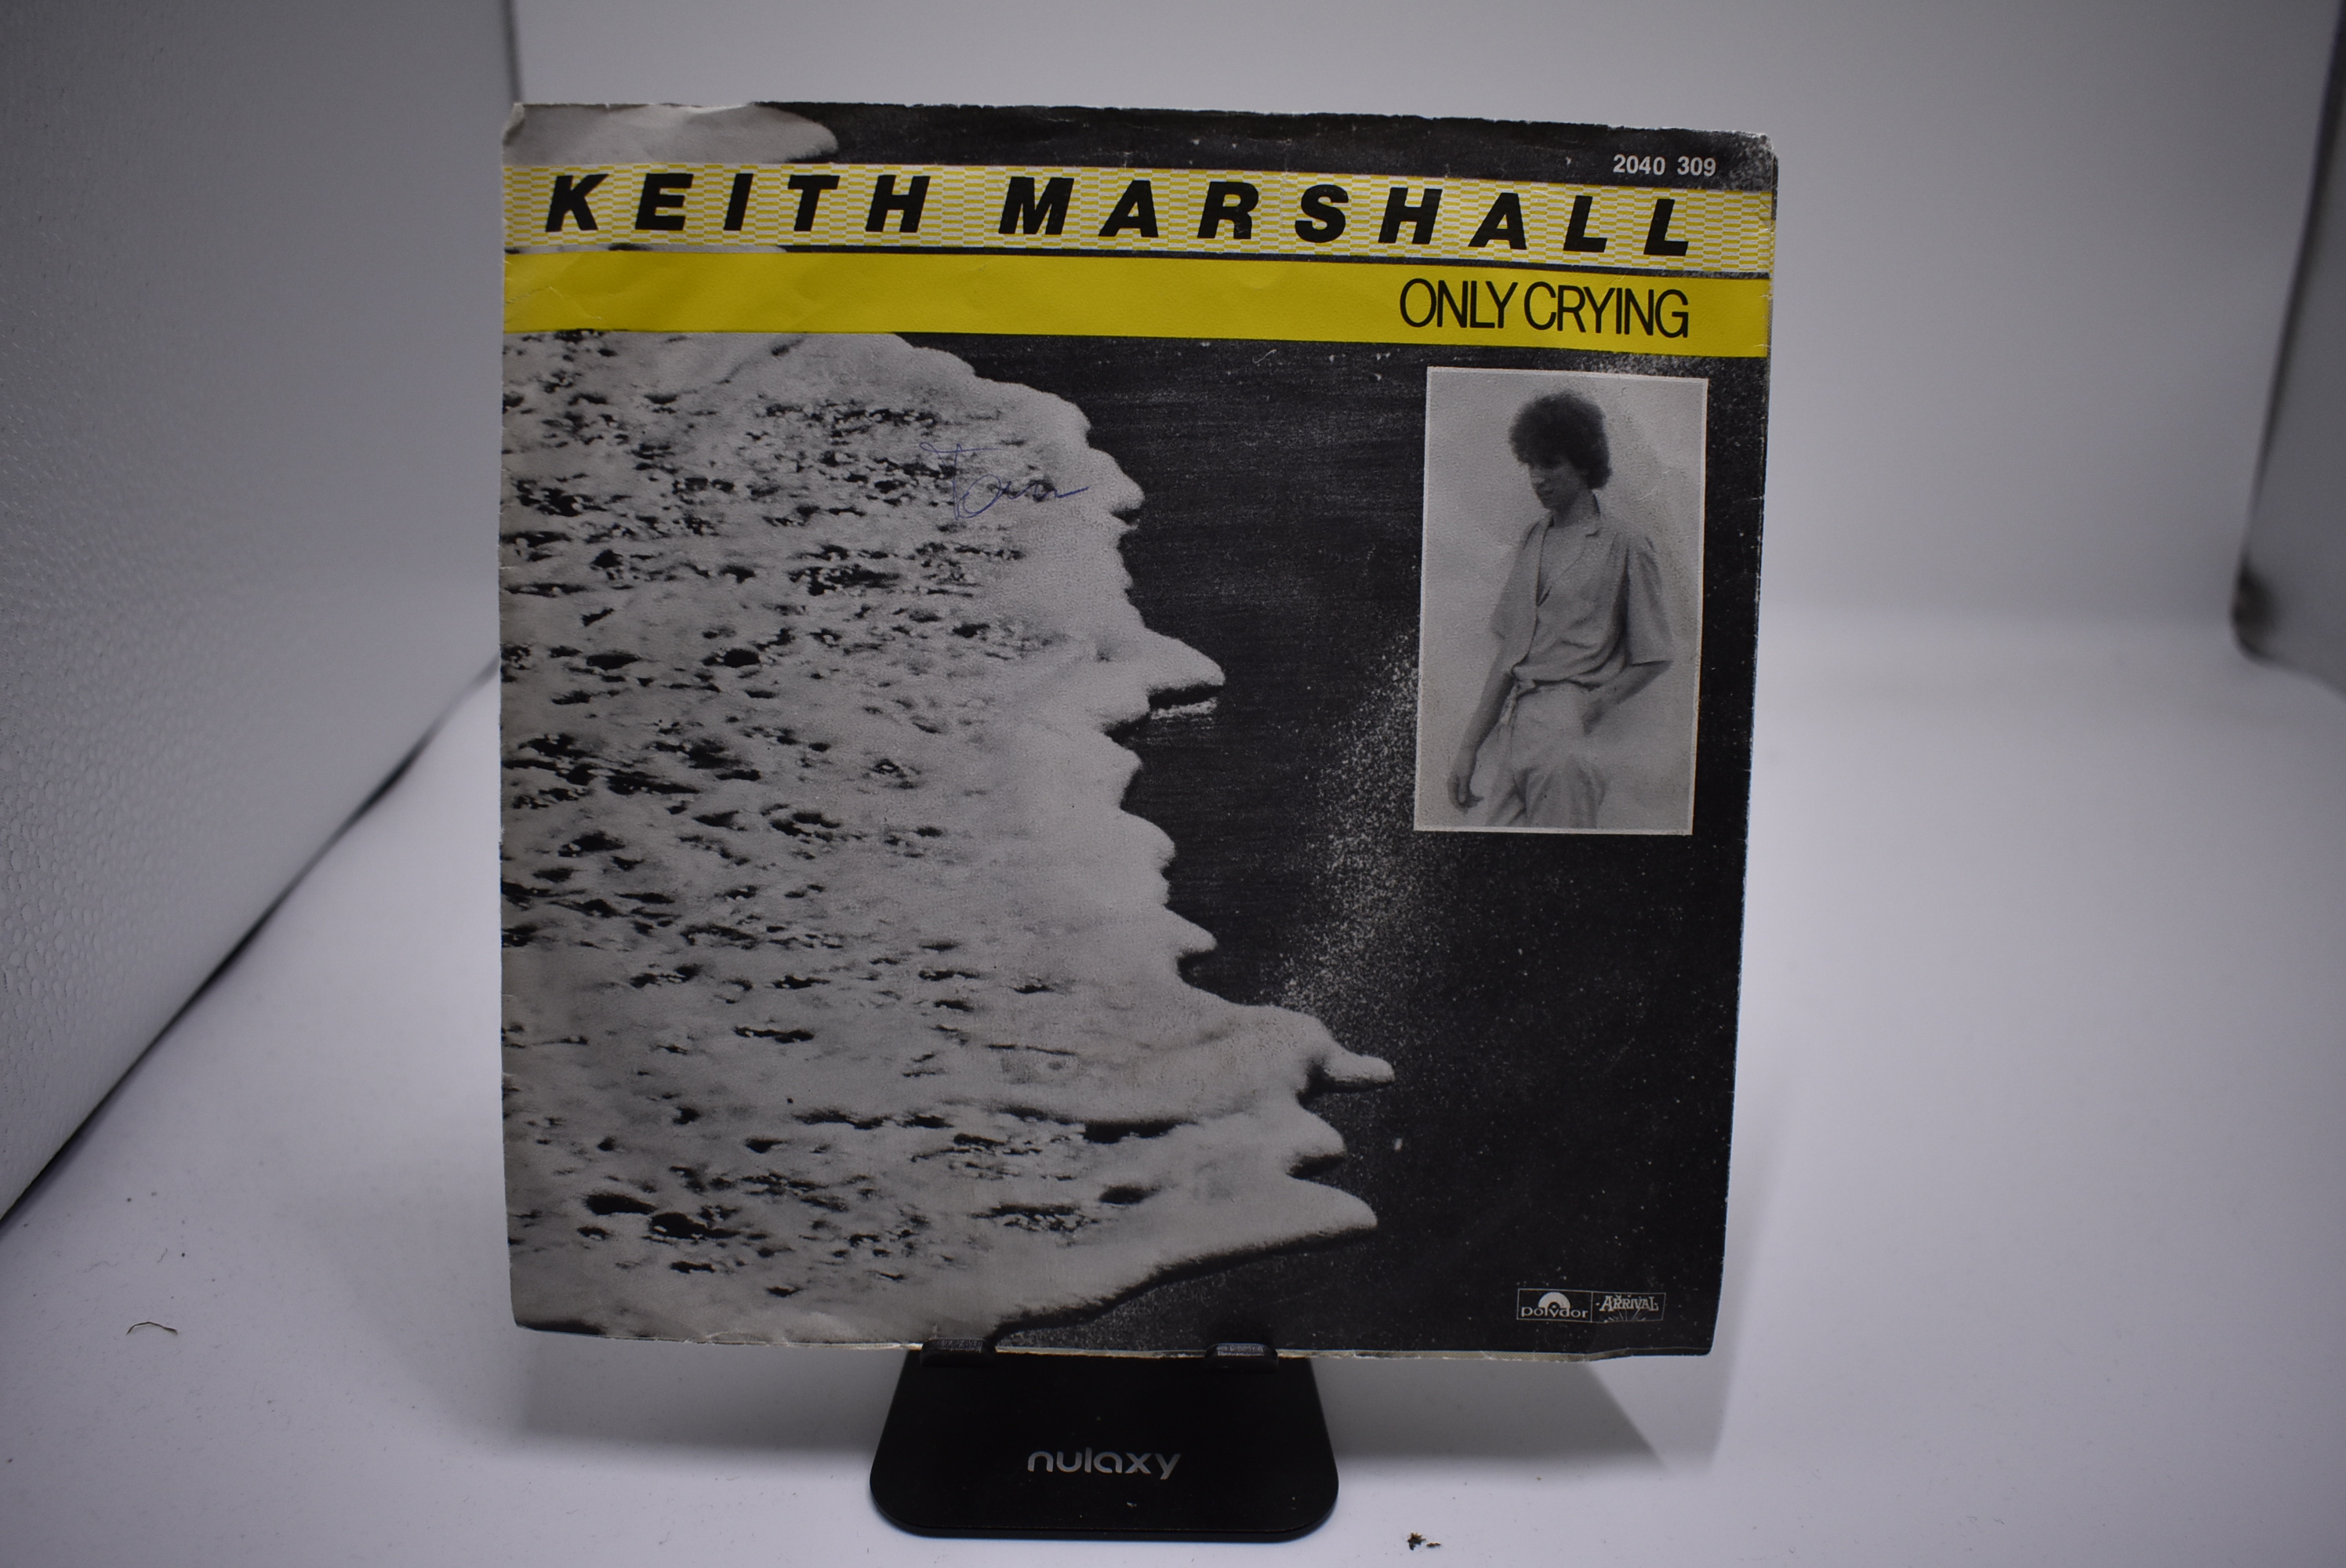 2040 309
KEITH MARSHALL
ONLY CRYING
polydor
ARRIVAL
nulaxy